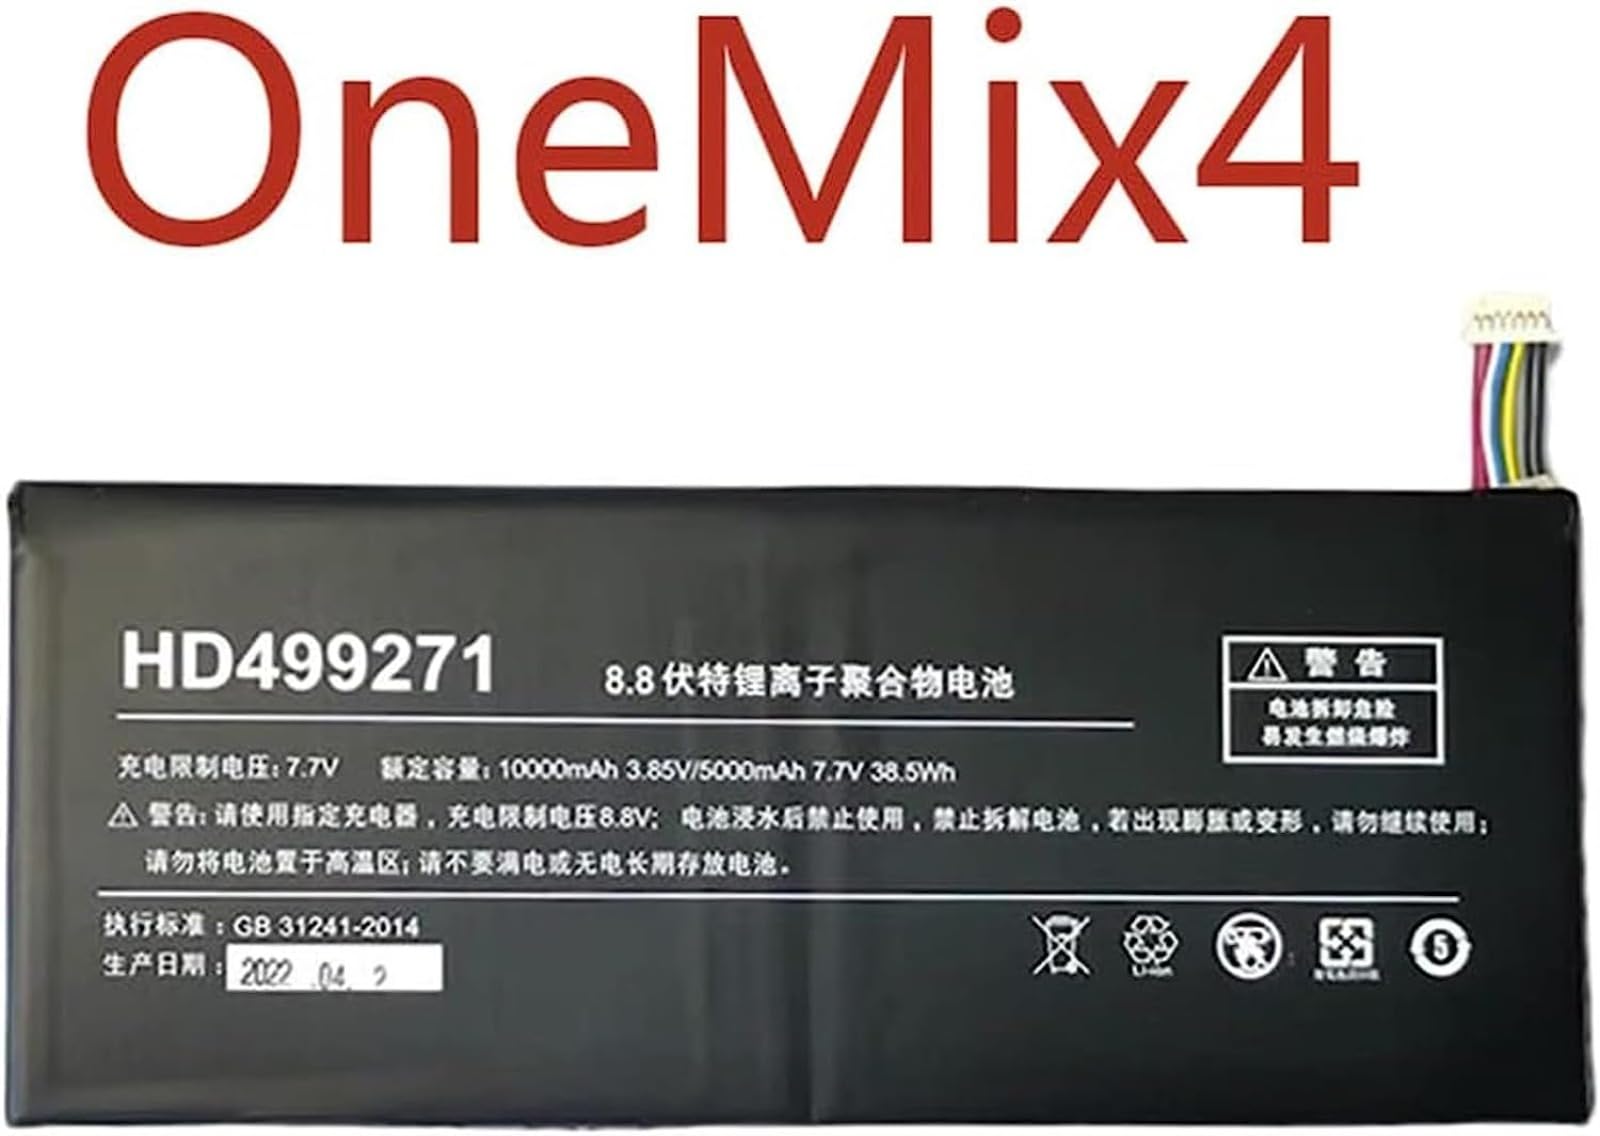 OneMix4
HD499271
8.8伏特锂离子聚合物电池
警告
电池拆卸危险
易发生燃烧爆炸
充电限制电压: 7.7V 额定容量: 10000mAh 3.85V/5000mAh 7.7V 38.5Wh
警告: 请使用指定充电器，充电限制电压8.8V; 电池浸水后禁止使用，禁止拆解电池，若出现膨胀或变形，请勿继续使用;
请勿将电池置于高温区; 请不要满电或无电长期存放电池。
执行标准：GB 31241-2014
生产日期：2022 .04. 2
Li-ion
5